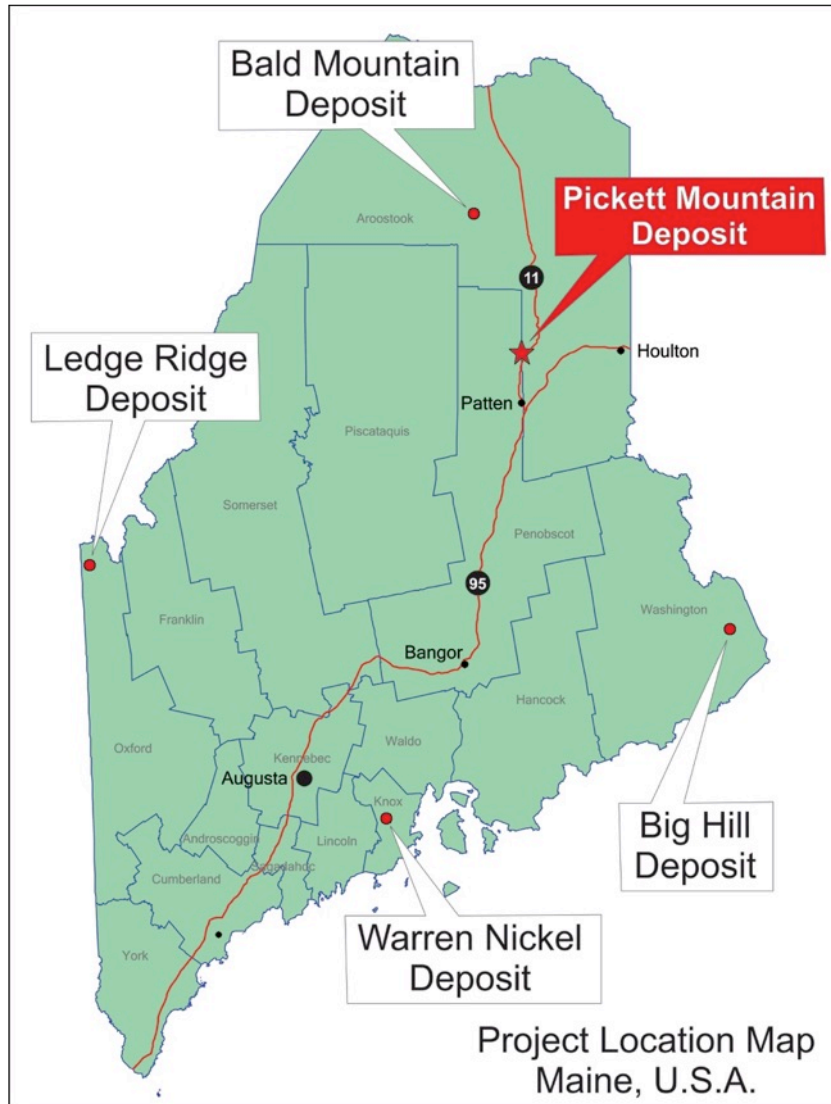 Bald Mountain
Deposit
Pickett Mountain
Deposit
Aroostook
11
Ledge Ridge
Deposit
Houlton
Patten
Piscataquis
Somerset
Penobscot
95
Franklin
Washington
Bangor
Hancock
Oxford
Waldo
Kennebec
Augusta
Knox
Big Hill
Deposit
Androscoggin
Lincoln
Sagadahoc
Cumberland
Warren Nickel
Deposit
York
Project Location Map
Maine, U.S.A.